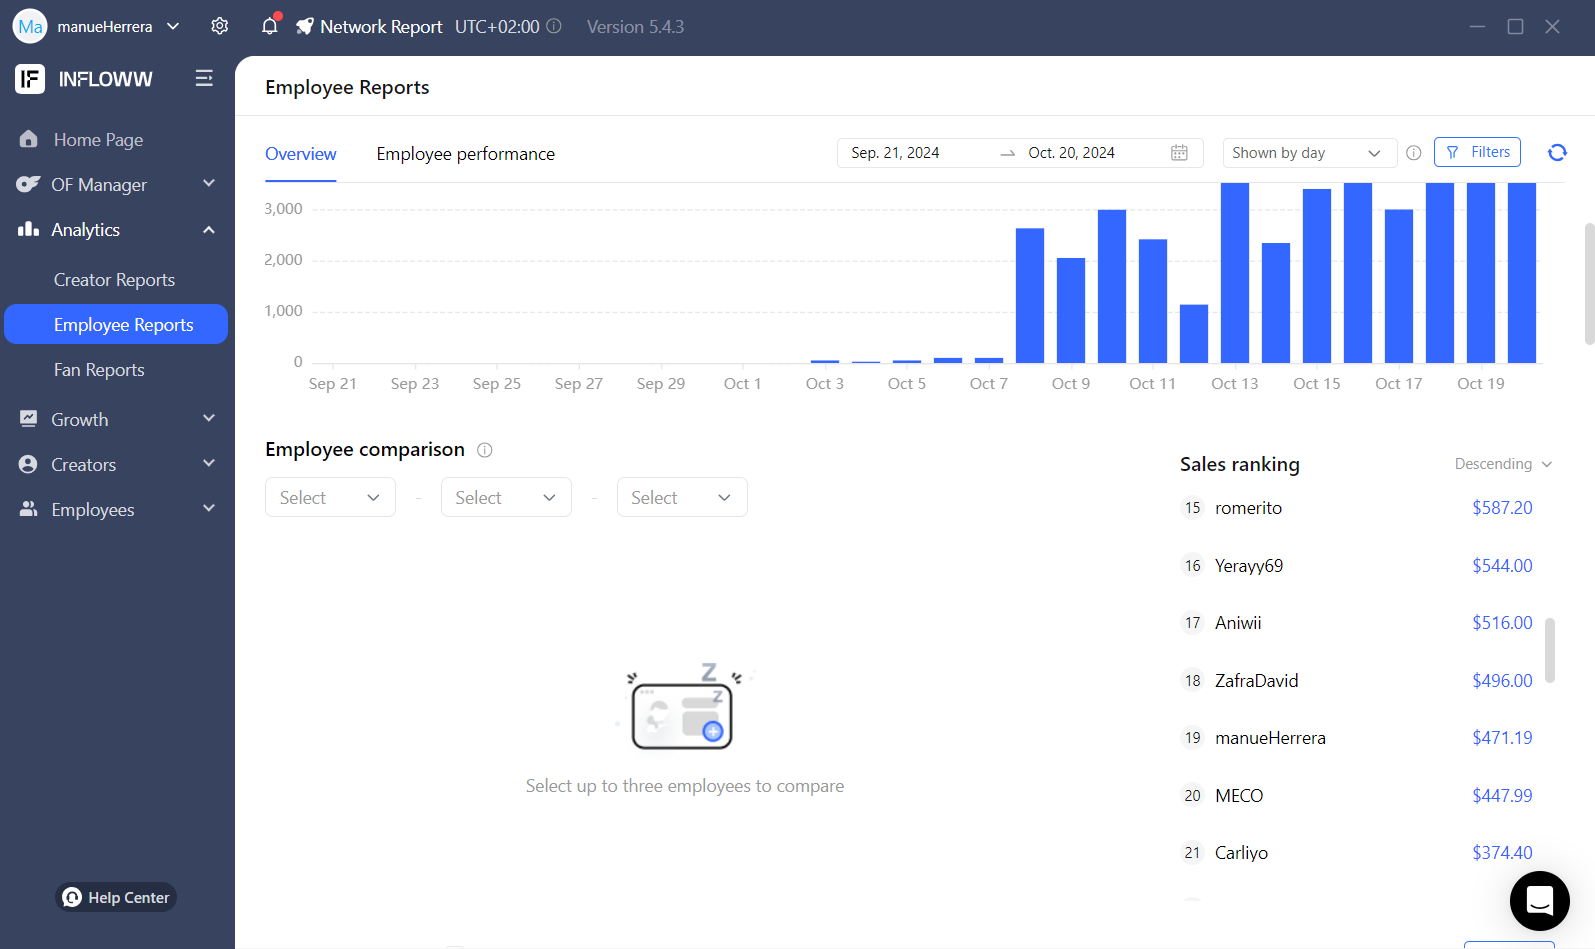 Ma manueHerrera Network Report UTC+02:00 Version 5.4.3
IF INFLOWW
Home Page
OF Manager
Analytics
Creator Reports
Employee Reports
Fan Reports
Growth
Creators
Employees
Help Center
Employee Reports
Overview Employee performance Sep. 21, 2024 Oct. 20, 2024 Shown by day Filters
3,000
2,000
1,000
0
Sep 21 Sep 23 Sep 25 Sep 27 Sep 29 Oct 1 Oct 3 Oct 5 Oct 7 Oct 9 Oct 11 Oct 13 Oct 15 Oct 17 Oct 19
Employee comparison
Select - Select - Select
Z
Z
Select up to three employees to compare
Sales ranking Descending
15 romerito $587.20
16 Yerayy69 $544.00
17 Aniwii $516.00
18 ZafraDavid $496.00
19 manueHerrera $471.19
20 MECO $447.99
21 Carliyo $374.40